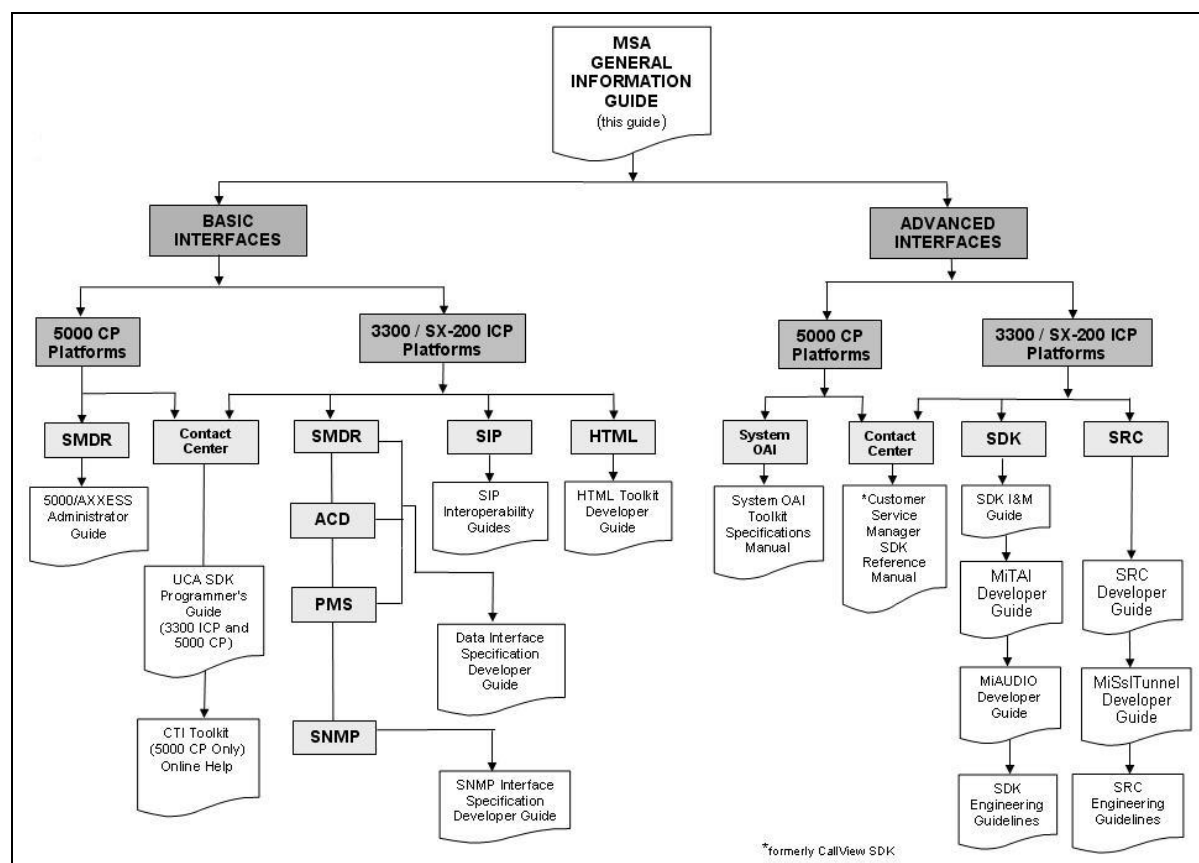 MSA
GENERAL
INFORMATION
GUIDE
(this guide)
BASIC
INTERFACES
ADVANCED
INTERFACES
5000 CP
Platforms
3300 / SX-200 ICP
Platforms
5000 CP
Platforms
3300 / SX-200 ICP
Platforms
SMDR
Contact
Center
SMDR
SIP
HTML
System
OAI
Contact
Center
SDK
SRC
5000/AXXESS
Administrator
Guide
ACD
SIP
Interoperability
Guides
HTML Toolkit
Developer
Guide
System OAI
Toolkit
Specifications
Manual
*Customer
Service
Manager
SDK
Reference
Manual
SDK I&M
Guide
UCA SDK
Programmer's
Guide
(3300 ICP and
5000 CP)
PMS
MiTAI
Developer
Guide
SRC
Developer
Guide
Data Interface
Specification
Developer
Guide
MiAUDIO
Developer
Guide
MiSslTunnel
Developer
Guide
CTI Toolkit
(5000 CP Only)
Online Help
SNMP
SNMP Interface
Specification
Developer Guide
SDK
Engineering
Guidelines
SRC
Engineering
Guidelines
*formerly CallView SDK